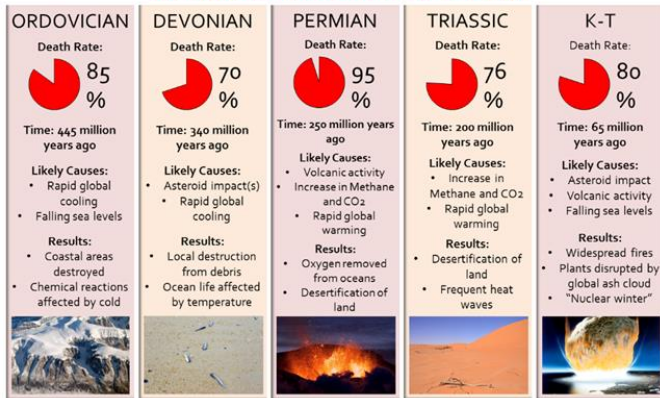 ORDOVICIAN
Death Rate:
85
%
Time: 445 million
years ago
Likely Causes:
• Rapid global
cooling
• Falling sea levels
Results:
• Coastal areas
destroyed
• Chemical reactions
affected by cold
DEVONIAN
Death Rate:
70
%
Time: 340 million
years ago
Likely Causes:
• Asteroid impact(s)
• Rapid global
cooling
Results:
• Local destruction
from debris
• Ocean life affected
by temperature
PERMIAN
Death Rate:
95
%
Time: 250 million years
ago
Likely Causes:
• Volcanic activity
• Increase in Methane
and CO2
• Rapid global
warming
Results:
• Oxygen removed
from oceans
• Desertification of
land
TRIASSIC
Death Rate:
76
%
Time: 200 million
years ago
Likely Causes:
• Increase in
Methane and CO2
• Rapid global
warming
Results:
• Desertification of
land
• Frequent heat
waves
K-T
Death Rate:
80
%
Time: 65 million years
ago
Likely Causes:
• Asteroid impact
• Volcanic activity
• Falling sea levels
Results:
• Widespread fires
• Plants disrupted by
global ash cloud
• "Nuclear winter"